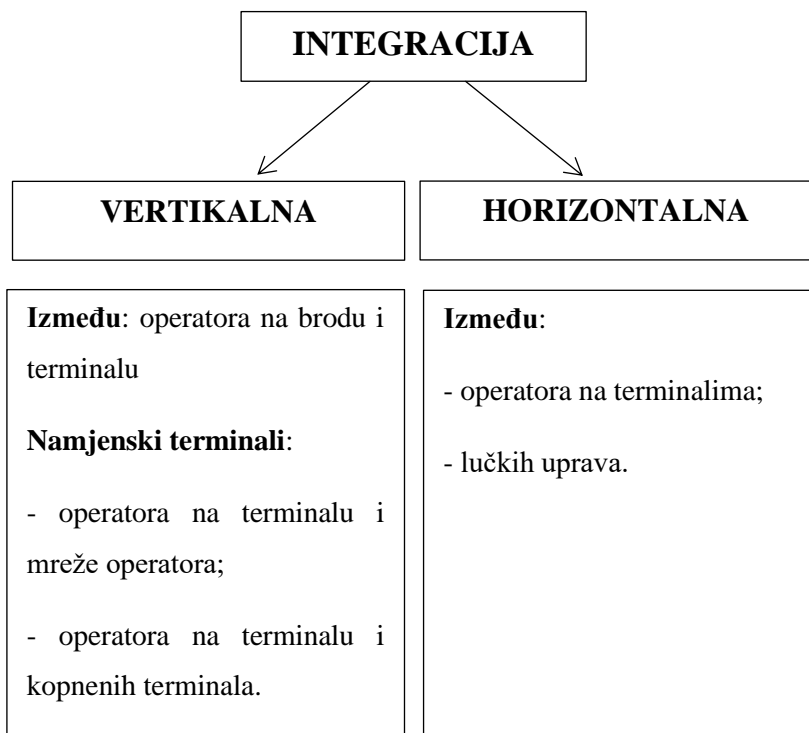 INTEGRACIJA
VERTIKALNA
HORIZONTALNA
Između: operatora na brodu i
terminalu
Namjenski terminali:
- operatora na terminalu i
mreže operatora;
- operatora na terminalu i
kopnenih terminala.
Između:
- operatora na terminalima;
- lučkih uprava.